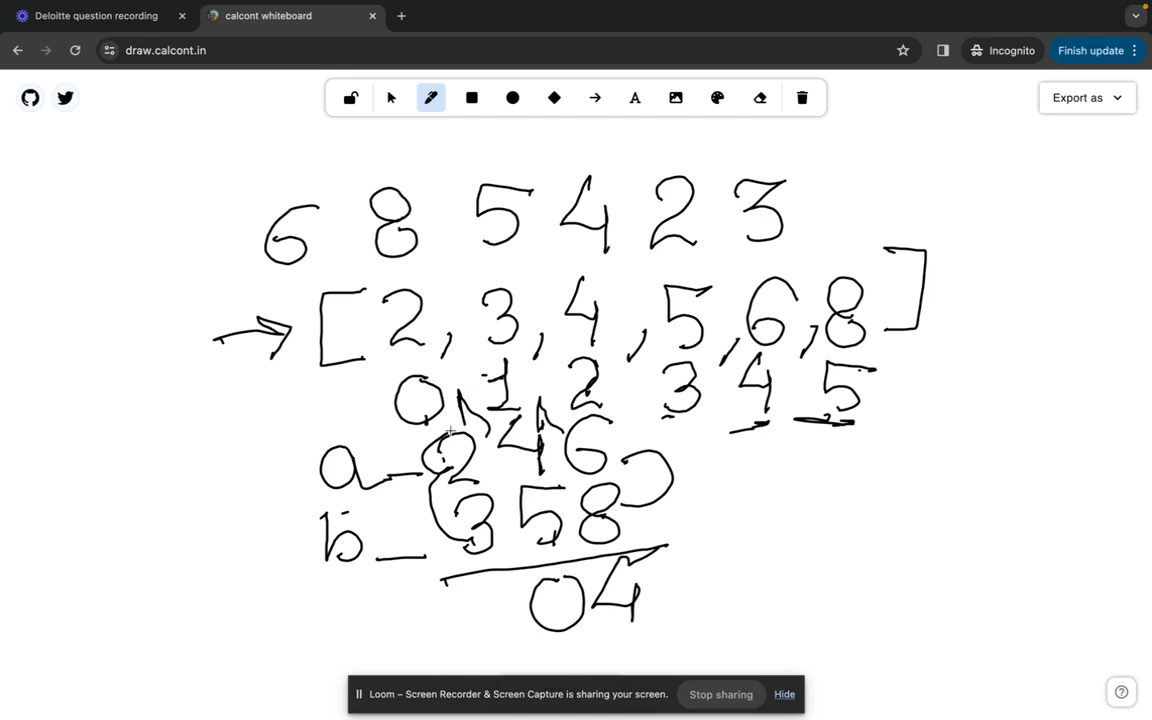 Deloitte question recording
calcont whiteboard
draw.calcont.in
Incognito
Finish update
A
Export as
6 8 5 4 2 3
[2, 3, 4, 5, 6, 8]
0 1 2 3 4 5
a - 2 4 6
b - 3 5 8
0 4
Loom – Screen Recorder & Screen Capture is sharing your screen.
Stop sharing
Hide